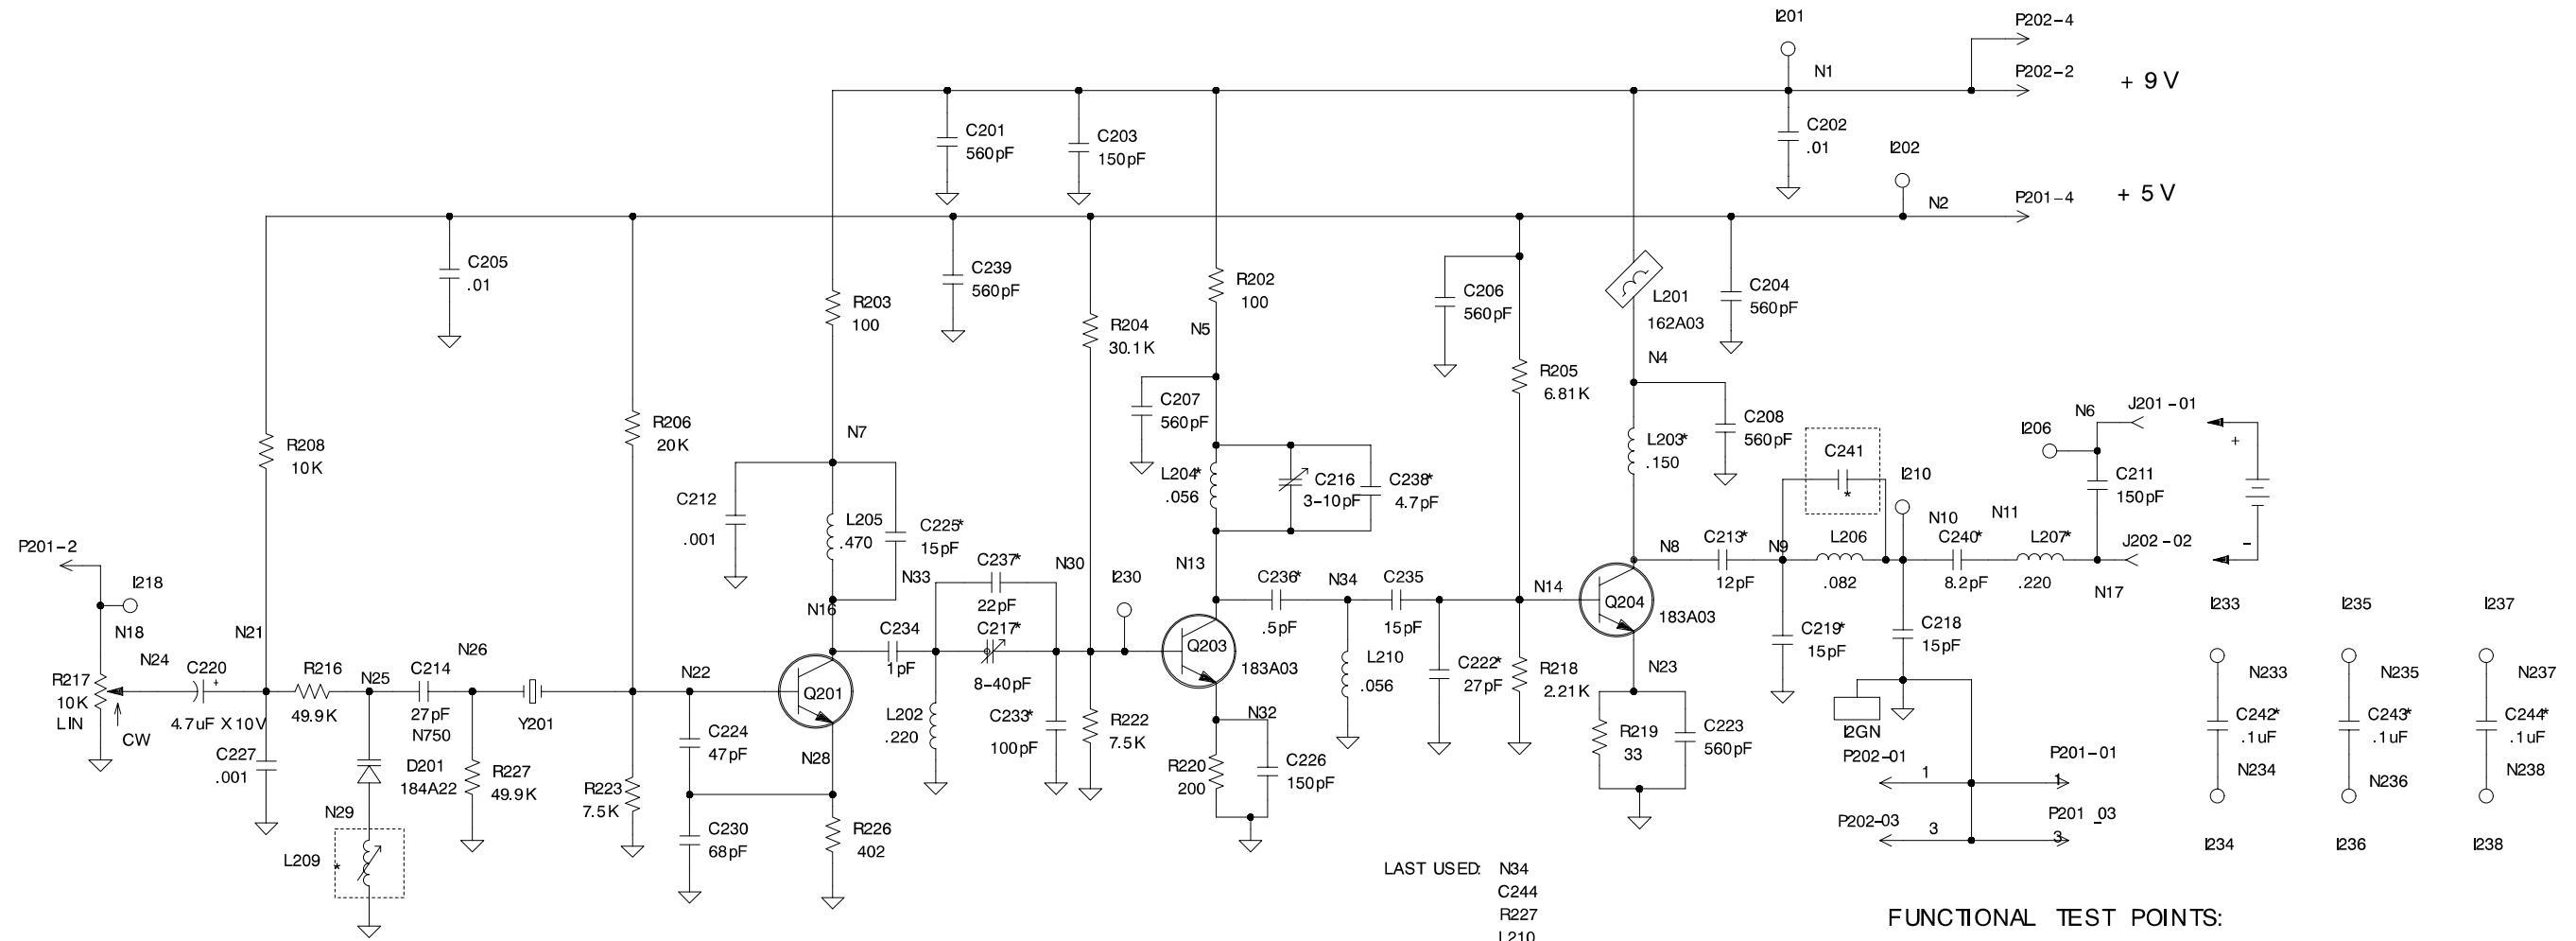 I201
P202-4
N1
P202-2
+ 9V
C201
560pF
C203
150pF
C202
.01
I202
N2
P201-4
+ 5V
C205
.01
C239
560pF
R203
100
R204
30.1K
R202
100
N5
C206
560pF
L201
162A03
C204
560pF
N4
R205
6.81K
C207
560pF
R208
10K
R206
20K
N7
C208
560pF
L203*
.150
C241
*
I206
N6
J201-01
+
C211
150pF
L204*
.056
C216
3-10pF
C238*
4.7pF
C212
.001
L205
.470
C225*
15pF
I210
N10
N11
N8
C213*
12pF
N9
L206
.082
C240*
8.2pF
L207*
.220
J202-02
-
N17
P201-2
I218
N18
N33
C237*
22pF
N30
I230
N13
C236*
.5pF
N34
C235
15pF
N14
Q204
183A03
N16
C234
1pF
C217*
8-40pF
Q203
183A03
C219*
15pF
C218
15pF
I233
I235
I237
N24
C220
+
4.7uF X 10V
N21
R216
49.9K
N25
C214
27pF
N750
N26
Y201
N22
Q201
R217
10K
LIN
CW
C227
.001
D201
184A22
R227
49.9K
R223
7.5K
C224
47pF
N28
L202
.220
C233*
100pF
R222
7.5K
N32
R220
200
C226
150pF
L210
.056
C222*
27pF
R218
2.21K
N23
R219
33
C223
560pF
I2GN
P202-01
1
1
P201-01
P202-03
3
3
P201_03
N233
C242*
.1uF
N234
I234
N235
C243*
.1uF
N236
I236
N237
C244*
.1uF
N238
I238
N29
L209
*
C230
68pF
R226
402
LAST USED: N34
C244
R227
L210
FUNCTIONAL TEST POINTS: